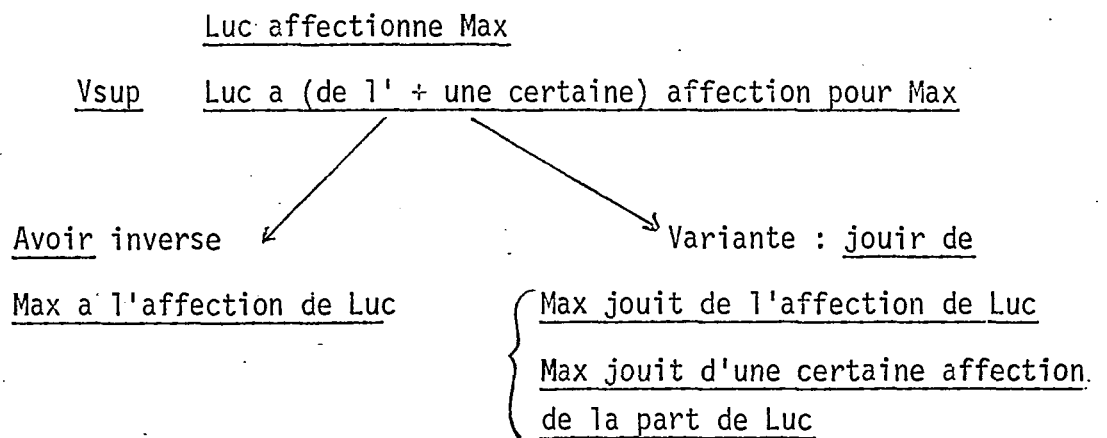 Luc affectionne Max
Vsup Luc a (de l' + une certaine) affection pour Max
Avoir inverse Variante : jouir de
Max a l'affection de Luc Max jouit de l'affection de Luc
Max jouit d'une certaine affection
de la part de Luc